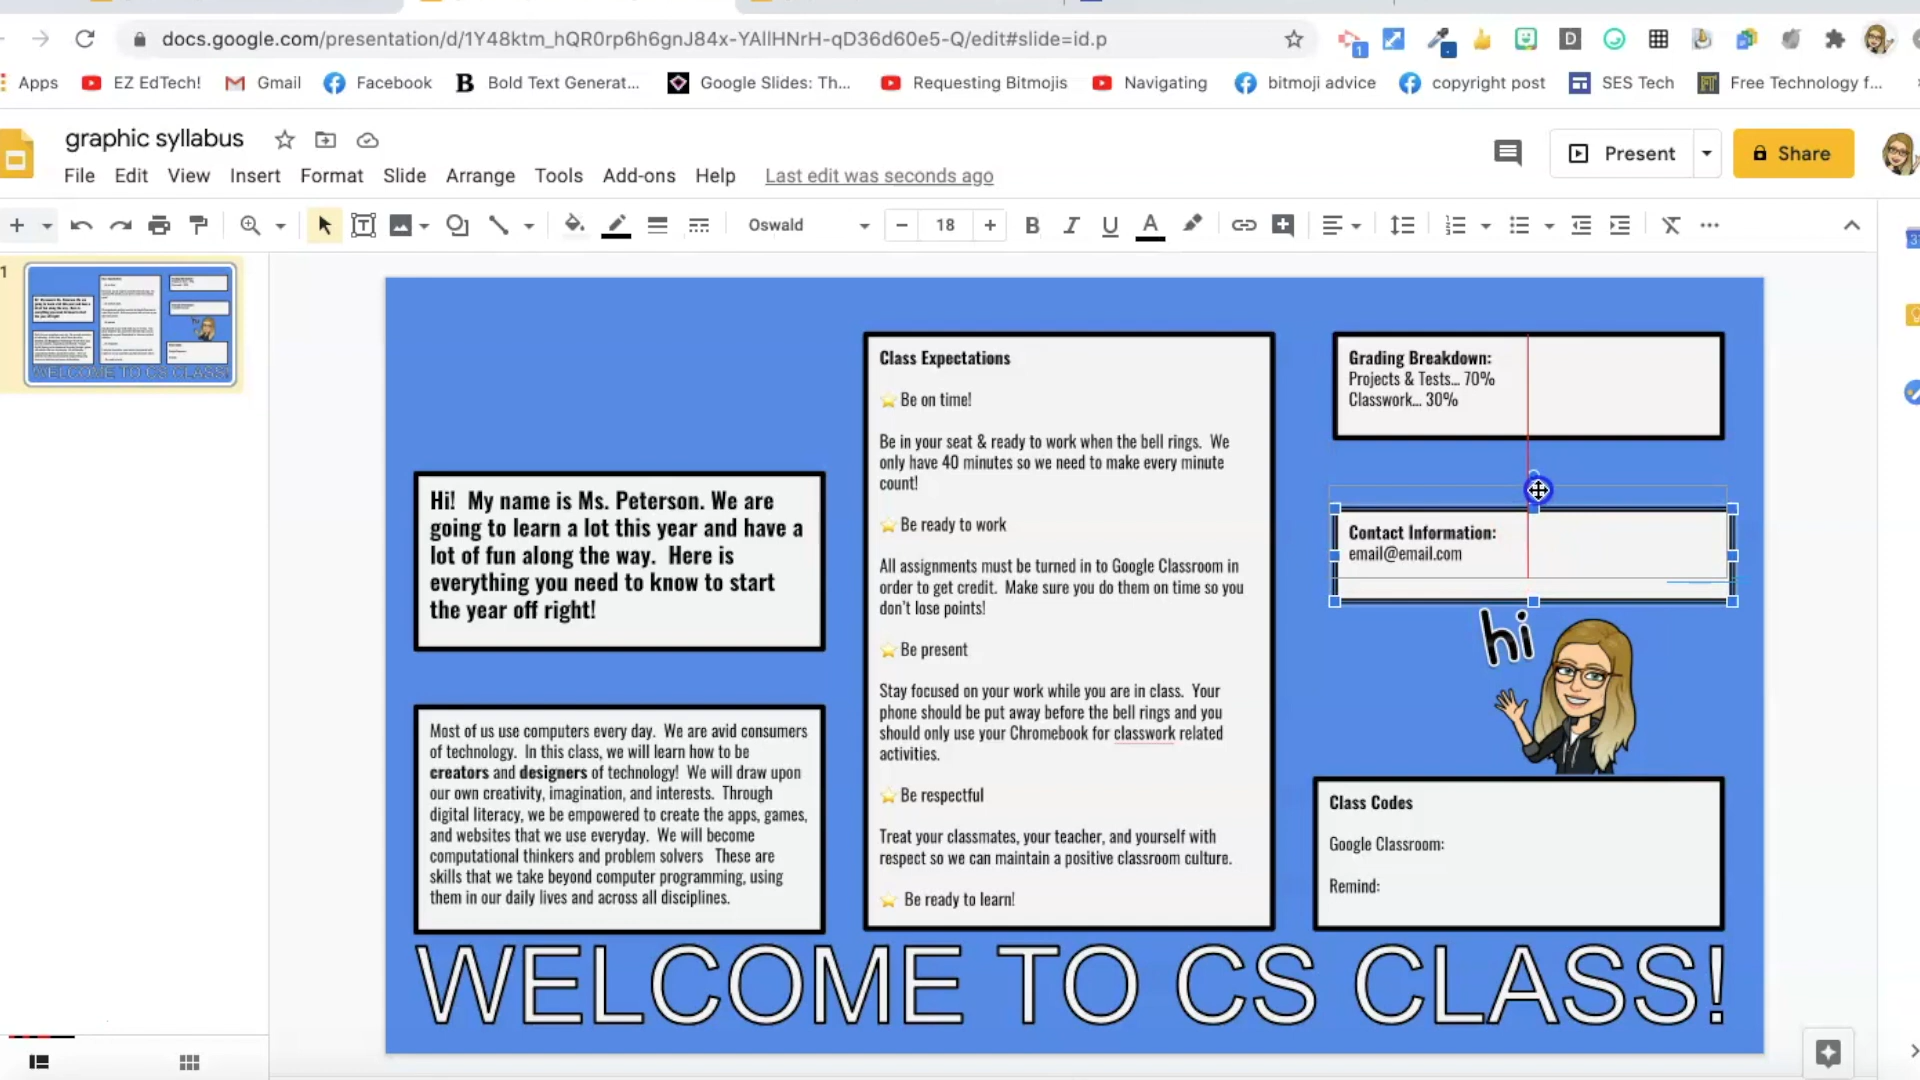 docs.google.com/presentation/d/1Y48ktm_hQR0rp6h6gnJ84x-YAllHNrH-qD36d60e5-Q/edit#slide=id.p
Apps EZ EdTech! Gmail Facebook Bold Text Generat... Google Slides: Th... Requesting Bitmojis Navigating bitmoji advice copyright post SES Tech Free Technology f...
graphic syllabus
Present
Share
File Edit View Insert Format Slide Arrange Tools Add-ons Help Last edit was seconds ago
Oswald 18
1
Hi! My name is Ms. Peterson. We are
going to learn a lot this year and have a
lot of fun along the way. Here is
everything you need to know to start
the year off right!
Most of us use computers every day. We are avid consumers
of technology. In this class, we will learn how to be
creators and designers of technology! We will draw upon
our own creativity, imagination, and interests. Through
digital literacy, we be empowered to create the apps, games,
and websites that we use everyday. We will become
computational thinkers and problem solvers These are
skills that we take beyond computer programming, using
them in our daily lives and across all disciplines.
Class Expectations
⭐ Be on time!
Be in your seat & ready to work when the bell rings. We
only have 40 minutes so we need to make every minute
count!
⭐ Be ready to work
All assignments must be turned in to Google Classroom in
order to get credit. Make sure you do them on time so you
don't lose points!
⭐ Be present
Stay focused on your work while you are in class. Your
phone should be put away before the bell rings and you
should only use your Chromebook for classwork related
activities.
⭐ Be respectful
Treat your classmates, your teacher, and yourself with
respect so we can maintain a positive classroom culture.
⭐ Be ready to learn!
Grading Breakdown:
Projects & Tests... 70%
Classwork... 30%
Contact Information:
email@email.com
hi
Class Codes
Google Classroom:
Remind:
WELCOME TO CS CLASS!